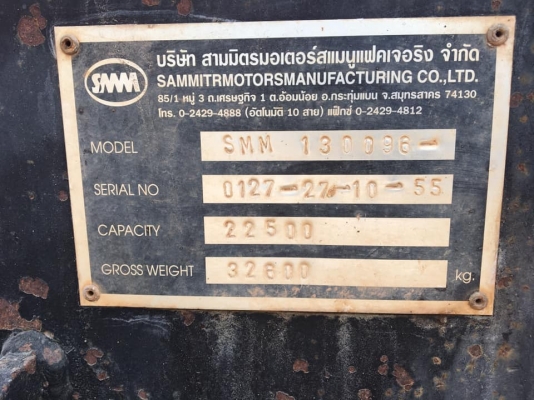 SMM
บริษัท สามมิตรมอเตอร์สแมนูแฟคเจอริง จำกัด
SAMMITRMOTORSMANUFACTURING CO.,LTD.
85/1 หมู่ 3 ถ.เศรษฐกิจ 1 ต.อ้อมน้อย อ.กระทุ่มแบน จ.สมุทรสาคร 74130
โทร. 0-2429-4888 (อัตโนมัติ 10 สาย) แฟ็กซ์ 0-2429-4812
MODEL SMM 130096-
SERIAL NO 0127-27-10-55
CAPACITY 22500
GROSS WEIGHT 32800 kg.